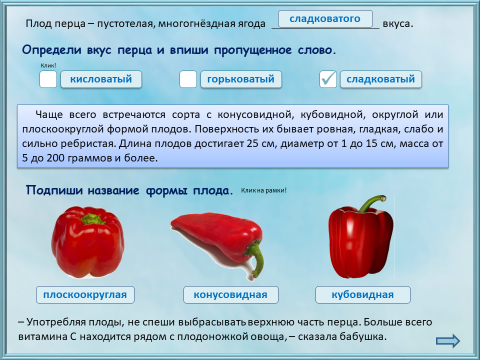 Плод перца – пустотелая, многогнёздная ягода сладковатого вкуса.
Определи вкус перца и впиши пропущенное слово.
Клик!
кисловатый горьковатый сладковатый
Чаще всего встречаются сорта с конусовидной, кубовидной, округлой или
плоскоокруглой формой плодов. Поверхность их бывает ровная, гладкая, слабо и
сильно ребристая. Длина плодов достигает 25 см, диаметр от 1 до 15 см, масса от
5 до 200 граммов и более.
Подпиши название формы плода. Клик на рамки!
плоскоокруглая конусовидная кубовидная
– Употребляя плоды, не спеши выбрасывать верхнюю часть перца. Больше всего
витамина С находится рядом с плодоножкой овоща, – сказала бабушка.